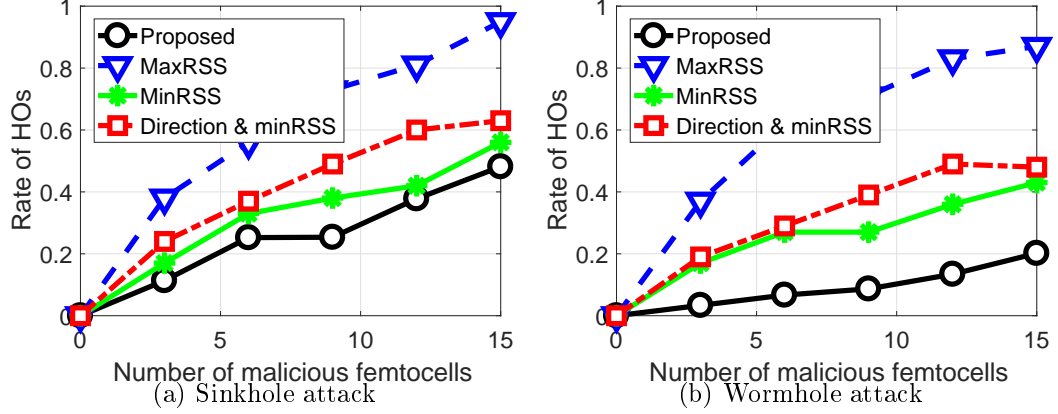 1
0.8
0.6
0.4
0.2
0
Rate of HOs
Proposed
MaxRSS
MinRSS
Direction & minRSS
0 5 10 15
Number of malicious femtocells
(a) Sinkhole attack
1
0.8
0.6
0.4
0.2
0
Rate of HOs
Proposed
MaxRSS
MinRSS
Direction & minRSS
0 5 10 15
Number of malicious femtocells
(b) Wormhole attack